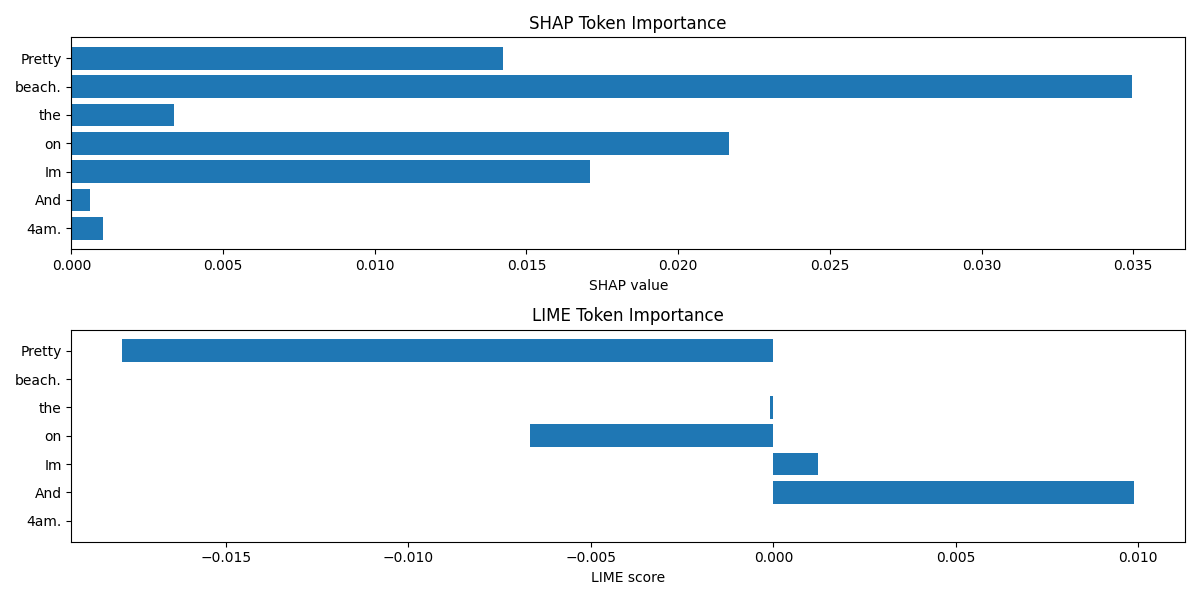 SHAP Token Importance
Pretty
beach.
the
on
Im
And
4am.
0.000 0.005 0.010 0.015 0.020 0.025 0.030 0.035
SHAP value
LIME Token Importance
Pretty
beach.
the
on
Im
And
4am.
−0.015 −0.010 −0.005 0.000 0.005 0.010
LIME score